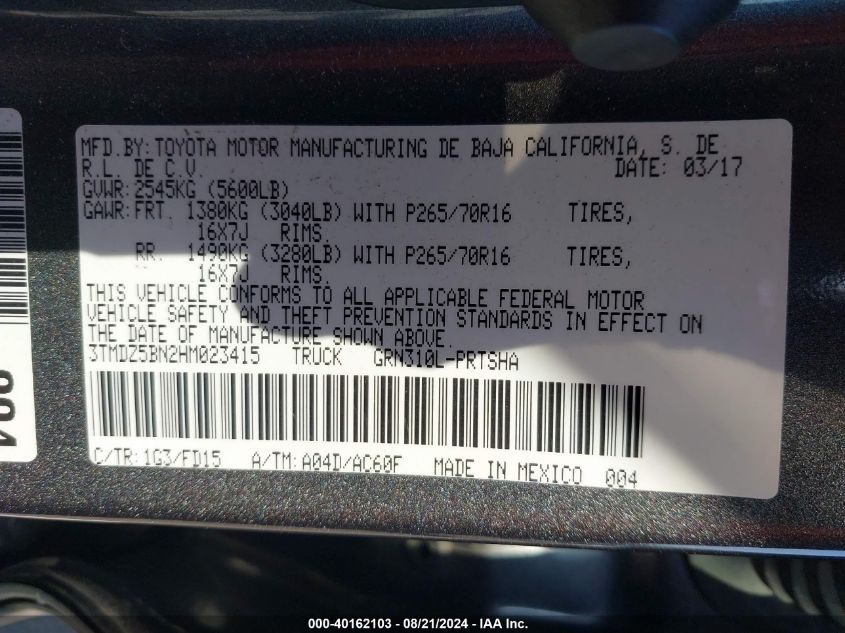 MFD.BY:TOYOTA MOTOR MANUFACTURING DE BAJA CALIFORNIA, S. DE
R.L. DE C.V. DATE: 03/17
GVWR:2545KG (5600LB)
GAWR:FRT. 1380KG (3040LB) WITH P265/70R16 TIRES,
16X7J RIMS,
RR. 1490KG (3280LB) WITH P265/70R16 TIRES,
16X7J RIMS.
THIS VEHICLE CONFORMS TO ALL APPLICABLE FEDERAL MOTOR
VEHICLE SAFETY AND THEFT PREVENTION STANDARDS IN EFFECT ON
THE DATE OF MANUFACTURE SHOWN ABOVE.
3TMDZ5BN2HM023415 TRUCK GRN310L-PRTSHA
C/TR:1G3/FD15 A/TM:A04D/AC60F MADE IN MEXICO 004
000-40162103 - 08/21/2024 - IAA Inc.